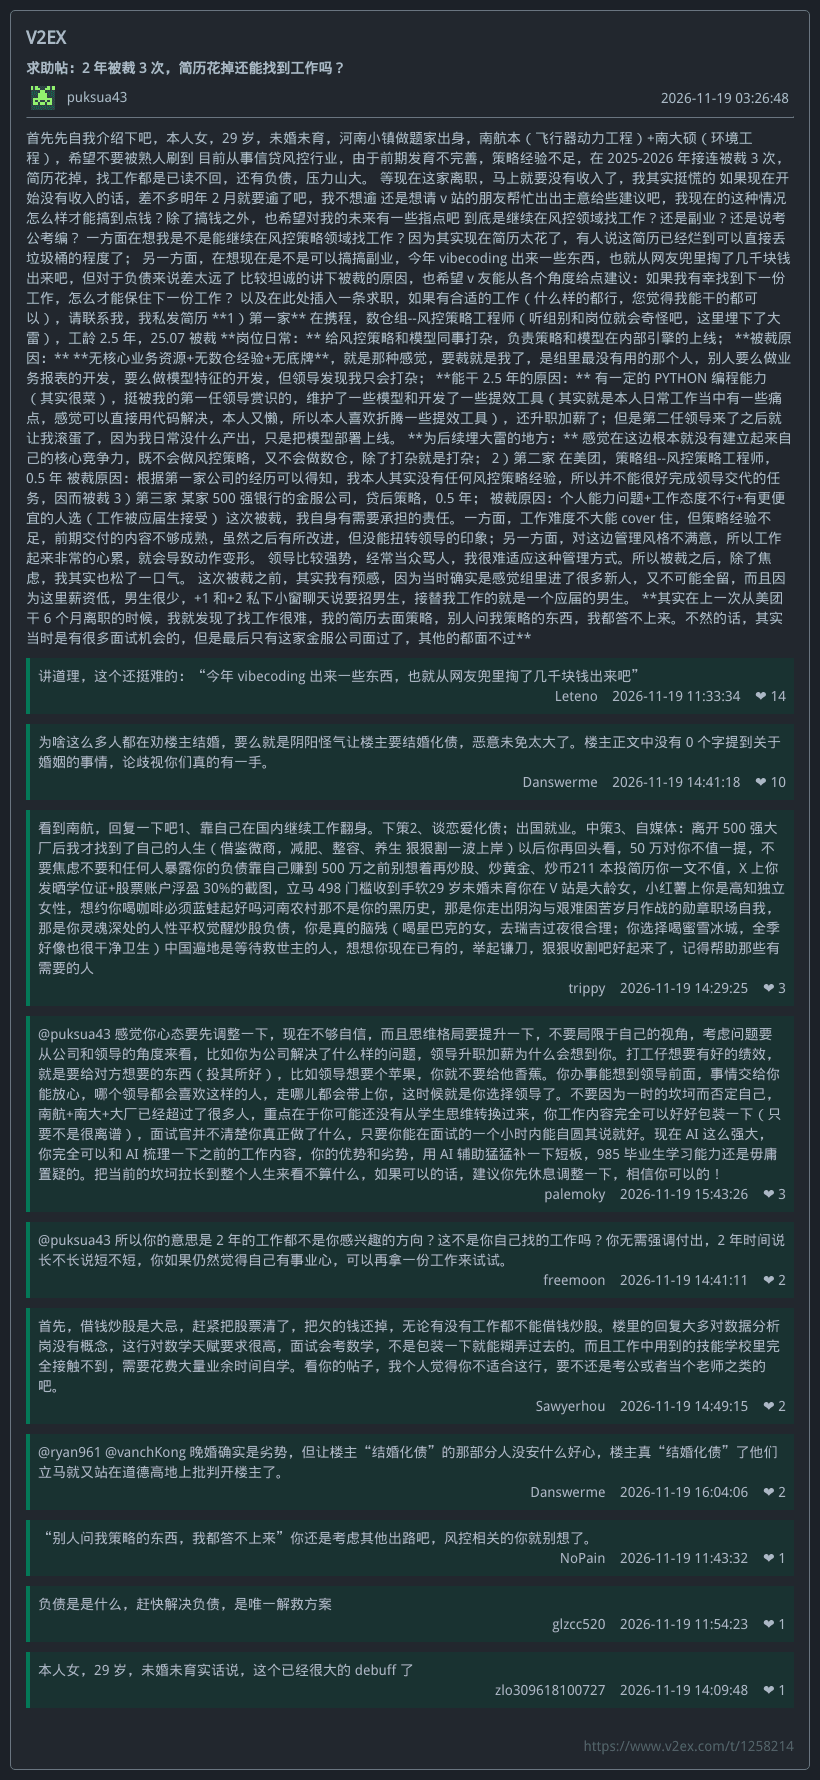 V2EX
求助帖：2 年被裁 3 次，简历花掉还能找到工作吗？
puksua43 2026-11-19 03:26:48
首先先自我介绍下吧，本人女，29 岁，未婚未育，河南小镇做题家出身，南航本（飞行器动力工程）+南大硕（环境工
程），希望不要被熟人刷到 目前从事信贷风控行业，由于前期发育不完善，策略经验不足，在 2025-2026 年接连被裁 3 次，
简历花掉，找工作都是已读不回，还有负债，压力山大。 等现在这家离职，马上就要没有收入了，我其实挺慌的 如果现在开
始没有收入的话，差不多明年 2 月就要逾了吧，我不想逾 还是想请 v 站的朋友帮忙出出主意给些建议吧，我现在的这种情况
怎么样才能搞到点钱？除了搞钱之外，也希望对我的未来有一些指点吧 到底是继续在风控领域找工作？还是副业？还是说考
公考编？ 一方面在想我是不是能继续在风控策略领域找工作？因为其实现在简历太花了，有人说这简历已经烂到可以直接丢
垃圾桶的程度了； 另一方面，在想现在是不是可以搞搞副业，今年 vibecoding 出来一些东西，也就从网友兜里掏了几千块钱
出来吧，但对于负债来说差太远了 比较坦诚的讲下被裁的原因，也希望 v 友能从各个角度给点建议：如果我有幸找到下一份
工作，怎么才能保住下一份工作？ 以及在此处插入一条求职，如果有合适的工作（什么样的都行，您觉得我能干的都可
以），请联系我，我私发简历 **1）第一家** 在携程，数仓组--风控策略工程师（听组别和岗位就会奇怪吧，这里埋下了大
雷），工龄 2.5 年，25.07 被裁 **岗位日常：** 给风控策略和模型同事打杂，负责策略和模型在内部引擎的上线； **被裁原
因：** **无核心业务资源+无数仓经验+无底牌**，就是那种感觉，要裁就是我了，是组里最没有用的那个人，别人要么做业
务报表的开发，要么做模型特征的开发，但领导发现我只会打杂； **能干 2.5 年的原因：** 有一定的 PYTHON 编程能力
（其实很菜），挺被我的第一任领导赏识的，维护了一些模型和开发了一些提效工具（其实就是本人日常工作当中有一些痛
点，感觉可以直接用代码解决，本人又懒，所以本人喜欢折腾一些提效工具），还升职加薪了；但是第二任领导来了之后就
让我滚蛋了，因为我日常没什么产出，只是把模型部署上线。 **为后续埋大雷的地方：** 感觉在这边根本就没有建立起来自
己的核心竞争力，既不会做风控策略，又不会做数仓，除了打杂就是打杂； 2）第二家 在美团，策略组--风控策略工程师，
0.5 年 被裁原因：根据第一家公司的经历可以得知，我本人其实没有任何风控策略经验，所以并不能很好完成领导交代的任
务，因而被裁 3）第三家 某家 500 强银行的金服公司，贷后策略，0.5 年； 被裁原因：个人能力问题+工作态度不行+有更便
宜的人选（工作被应届生接受） 这次被裁，我自身有需要承担的责任。一方面，工作难度不大能 cover 住，但策略经验不
足，前期交付的内容不够成熟，虽然之后有所改进，但没能扭转领导的印象；另一方面，对这边管理风格不满意，所以工作
起来非常的心累，就会导致动作变形。 领导比较强势，经常当众骂人，我很难适应这种管理方式。所以被裁之后，除了焦
虑，我其实也松了一口气。 这次被裁之前，其实我有预感，因为当时确实是感觉组里进了很多新人，又不可能全留，而且因
为这里薪资低，男生很少，+1 和+2 私下小窗聊天说要招男生，接替我工作的就是一个应届的男生。 **其实在上一次从美团
干 6 个月离职的时候，我就发现了找工作很难，我的简历去面策略，别人问我策略的东西，我都答不上来。不然的话，其实
当时是有很多面试机会的，但是最后只有这家金服公司面过了，其他的都面不过**
讲道理，这个还挺难的：“今年 vibecoding 出来一些东西，也就从网友兜里掏了几千块钱出来吧”
Leteno 2026-11-19 11:33:34 ❤ 14
为啥这么多人都在劝楼主结婚，要么就是阴阳怪气让楼主要结婚化债，恶意未免太大了。楼主正文中没有 0 个字提到关于
婚姻的事情，论歧视你们真的有一手。
Danswerme 2026-11-19 14:41:18 ❤ 10
看到南航，回复一下吧1、靠自己在国内继续工作翻身。下策2、谈恋爱化债；出国就业。中策3、自媒体：离开 500 强大
厂后我才找到了自己的人生（借鉴微商，减肥、整容、养生 狠狠割一波上岸）以后你再回头看，50 万对你不值一提，不
要焦虑不要和任何人暴露你的负债靠自己赚到 500 万之前别想着再炒股、炒黄金、炒币211 本投简历你一文不值，X 上你
发晒学位证+股票账户浮盈 30%的截图，立马 498 门槛收到手软29 岁未婚未育你在 V 站是大龄女，小红薯上你是高知独立
女性，想约你喝咖啡必须蓝蛙起好吗河南农村那不是你的黑历史，那是你走出阴沟与艰难困苦岁月作战的勋章职场自我，
那是你灵魂深处的人性平权觉醒炒股负债，你是真的脑残（喝星巴克的女，去瑞吉过夜很合理；你选择喝蜜雪冰城，全季
好像也很干净卫生）中国遍地是等待救世主的人，想想你现在已有的，举起镰刀，狠狠收割吧好起来了，记得帮助那些有
需要的人
trippy 2026-11-19 14:29:25 ❤ 3
@puksua43 感觉你心态要先调整一下，现在不够自信，而且思维格局要提升一下，不要局限于自己的视角，考虑问题要
从公司和领导的角度来看，比如你为公司解决了什么样的问题，领导升职加薪为什么会想到你。打工仔想要有好的绩效，
就是要给对方想要的东西（投其所好），比如领导想要个苹果，你就不要给他香蕉。你办事能想到领导前面，事情交给你
能放心，哪个领导都会喜欢这样的人，走哪儿都会带上你，这时候就是你选择领导了。不要因为一时的坎坷而否定自己，
南航+南大+大厂已经超过了很多人，重点在于你可能还没有从学生思维转换过来，你工作内容完全可以好好包装一下（只
要不是很离谱），面试官并不清楚你真正做了什么，只要你能在面试的一个小时内能自圆其说就好。现在 AI 这么强大，
你完全可以和 AI 梳理一下之前的工作内容，你的优势和劣势，用 AI 辅助猛猛补一下短板，985 毕业生学习能力还是毋庸
置疑的。把当前的坎坷拉长到整个人生来看不算什么，如果可以的话，建议你先休息调整一下，相信你可以的！
palemoky 2026-11-19 15:43:26 ❤ 3
@puksua43 所以你的意思是 2 年的工作都不是你感兴趣的方向？这不是你自己找的工作吗？你无需强调付出，2 年时间说
长不长说短不短，你如果仍然觉得自己有事业心，可以再拿一份工作来试试。
freemoon 2026-11-19 14:41:11 ❤ 2
首先，借钱炒股是大忌，赶紧把股票清了，把欠的钱还掉，无论有没有工作都不能借钱炒股。楼里的回复大多对数据分析
岗没有概念，这行对数学天赋要求很高，面试会考数学，不是包装一下就能糊弄过去的。而且工作中用到的技能学校里完
全接触不到，需要花费大量业余时间自学。看你的帖子，我个人觉得你不适合这行，要不还是考公或者当个老师之类的
吧。
Sawyerhou 2026-11-19 14:49:15 ❤ 2
@ryan961 @vanchKong 晚婚确实是劣势，但让楼主“结婚化债”的那部分人没安什么好心，楼主真“结婚化债”了他们
立马就又站在道德高地上批判开楼主了。
Danswerme 2026-11-19 16:04:06 ❤ 2
“别人问我策略的东西，我都答不上来”你还是考虑其他出路吧，风控相关的你就别想了。
NoPain 2026-11-19 11:43:32 ❤ 1
负债是是什么，赶快解决负债，是唯一解救方案
glzcc520 2026-11-19 11:54:23 ❤ 1
本人女，29 岁，未婚未育实话说，这个已经很大的 debuff 了
zlo309618100727 2026-11-19 14:09:48 ❤ 1
https://www.v2ex.com/t/1258214